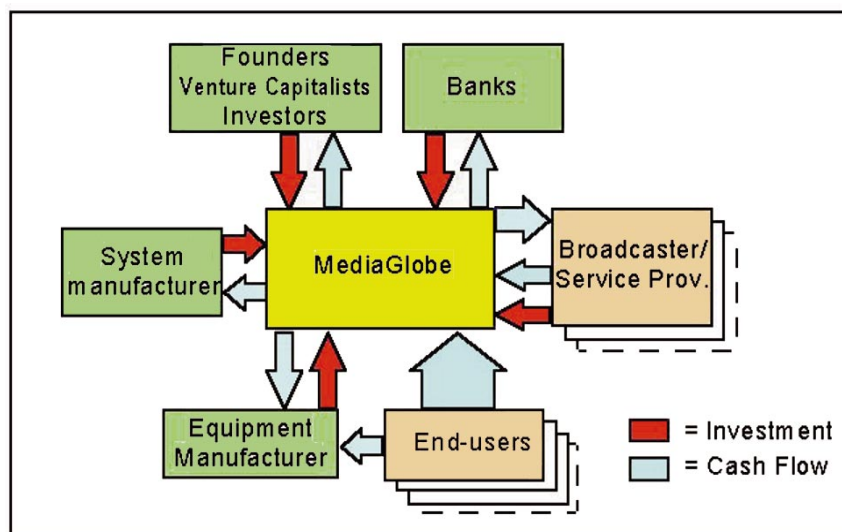 Founders
Venture Capitalists
Investors
Banks
System
manufacturer
MediaGlobe
Broadcaster/
Service Prov.
Equipment
Manufacturer
End-users
= Investment
= Cash Flow